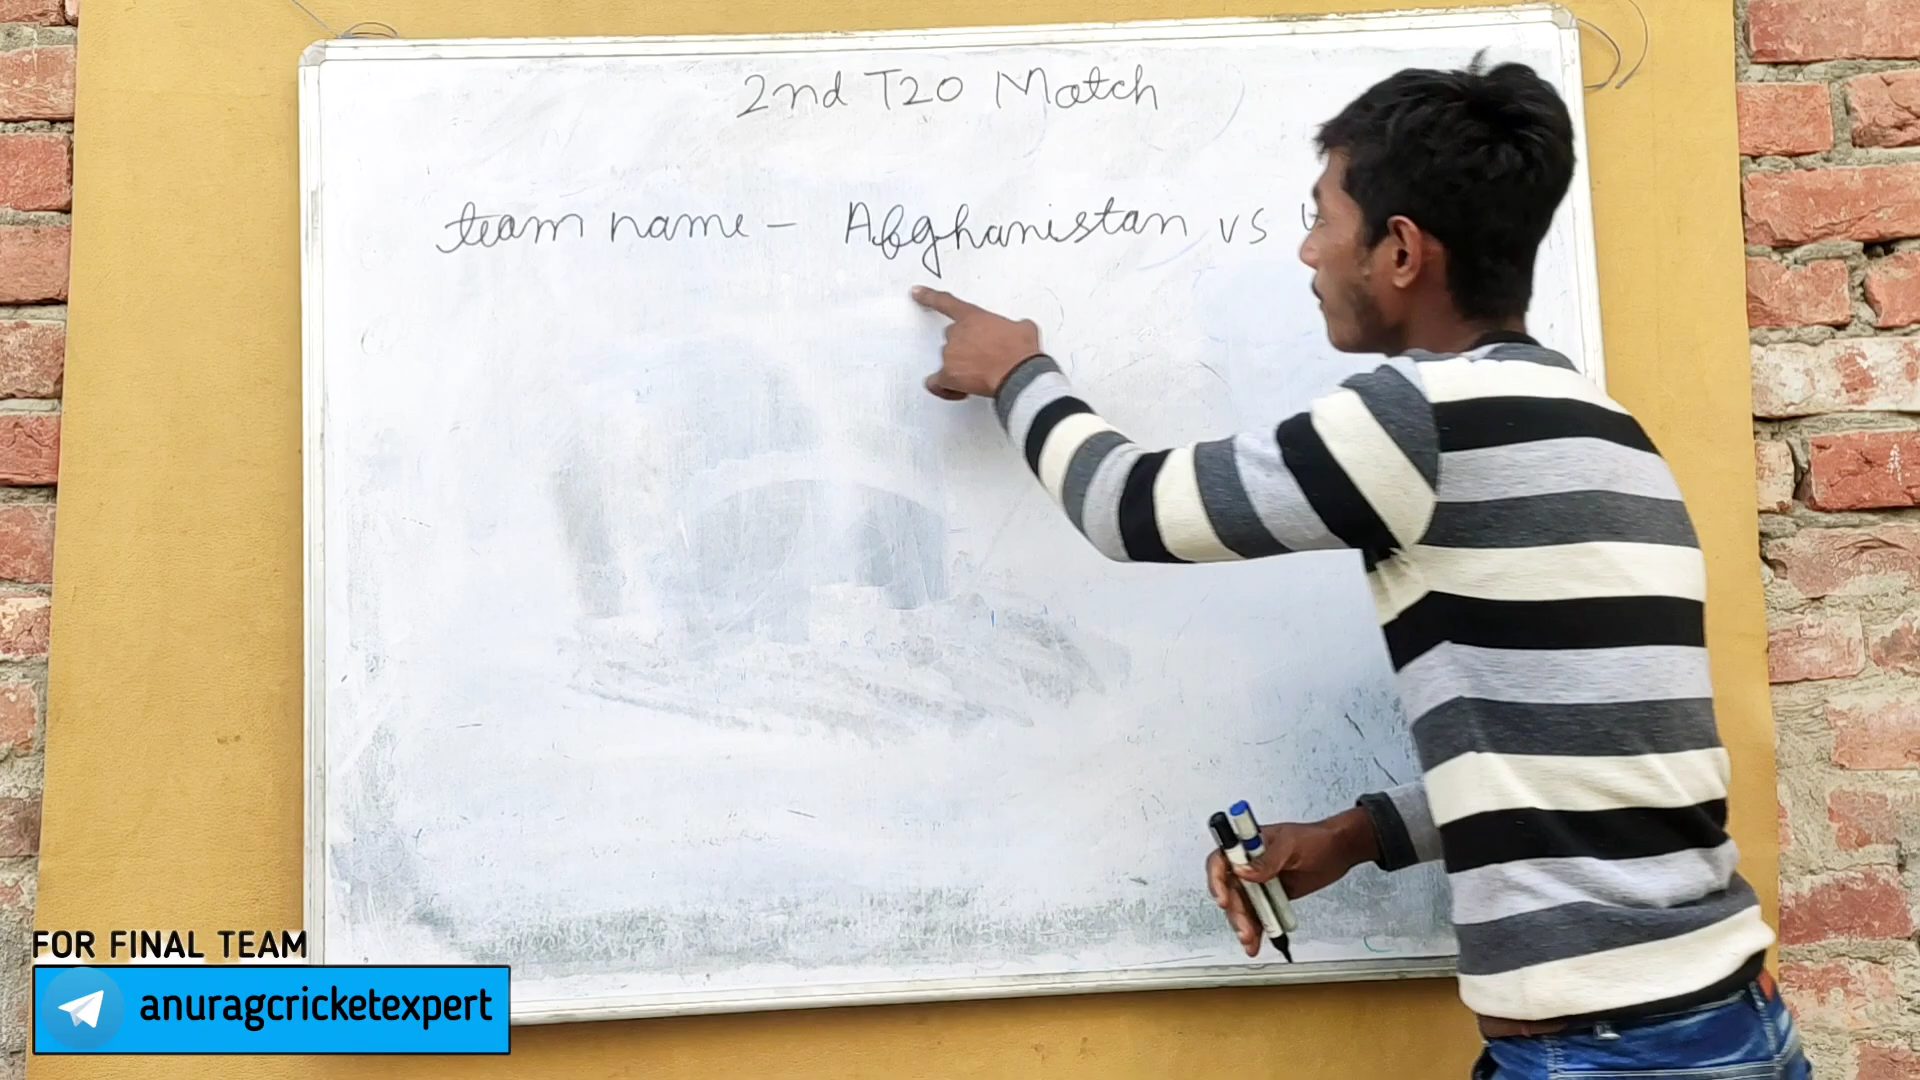 2nd T20 Match
team name - Afghanistan vs
FOR FINAL TEAM
anuragcricketexpert